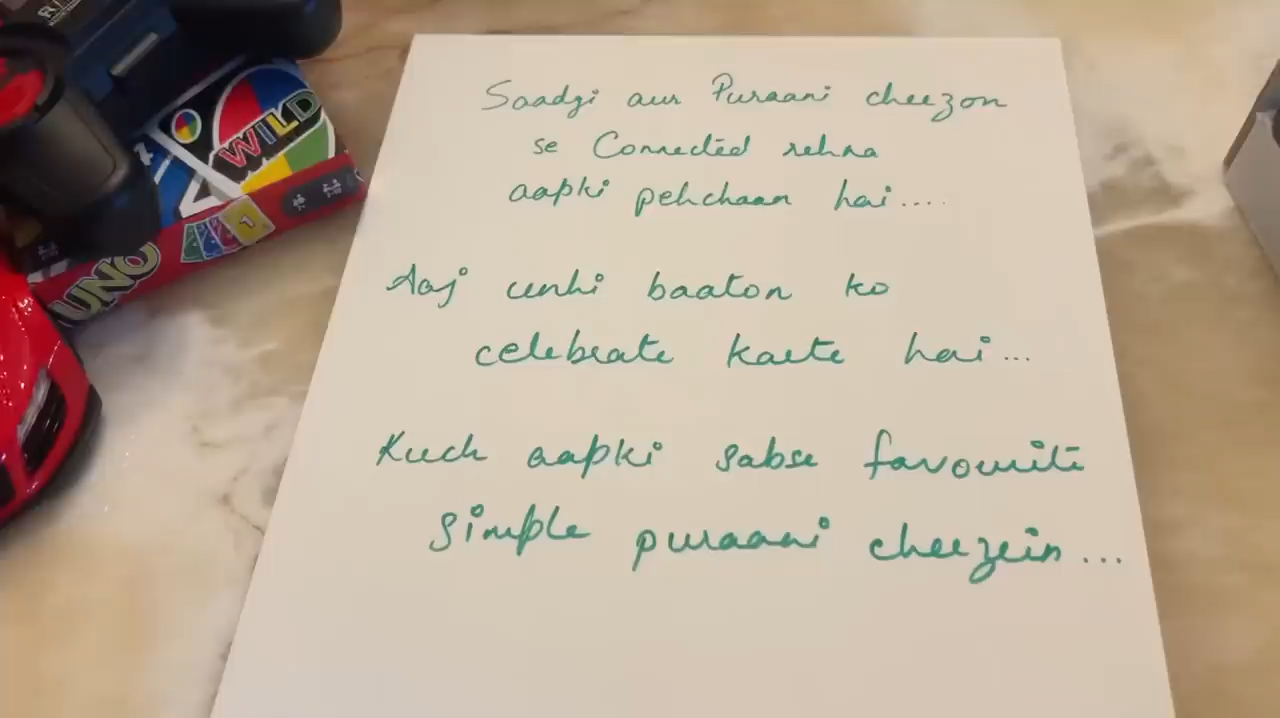 WILD
UNO
Saadgi aur Puraani cheezon
se Connected rehna
aapki pehchaan hai....
Aaj unhi baaton ko
celebrate karte hai...
Kuch aapki sabse favourite
simple puraani cheezein...